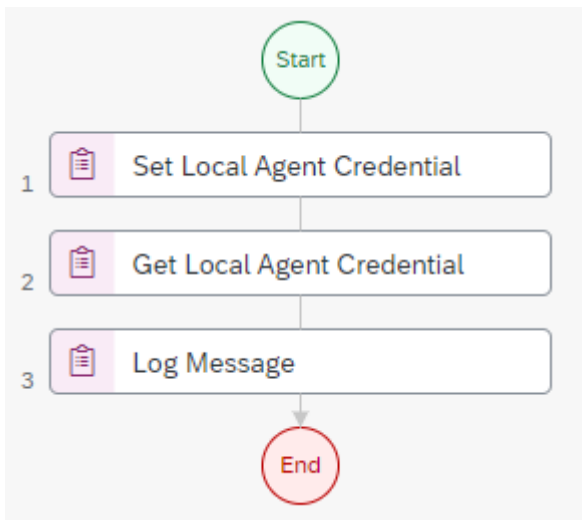 Start
1 Set Local Agent Credential
2 Get Local Agent Credential
3 Log Message
End